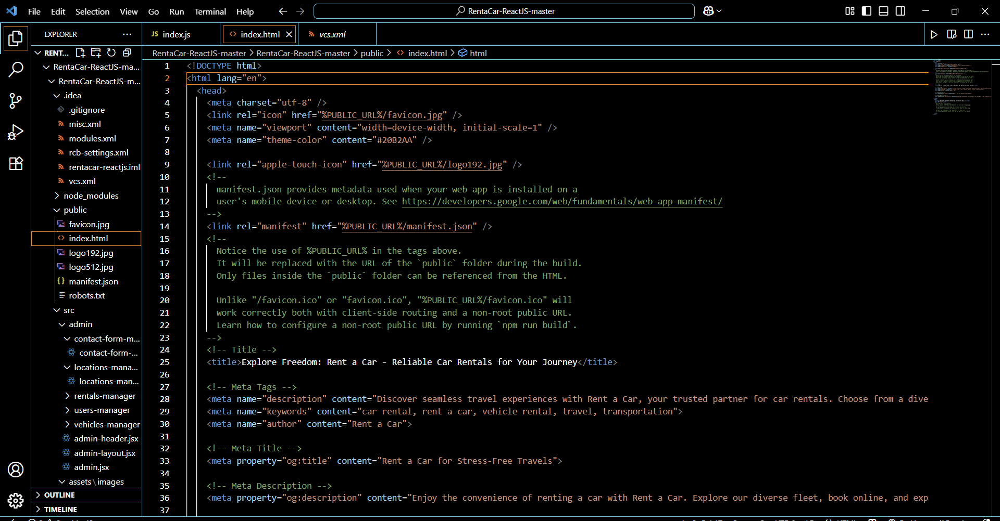 File Edit Selection View Go Run Terminal Help
RentaCar-ReactJS-master
EXPLORER
JS index.js
<> index.html
vcs.xml
RENT...
RentaCar-ReactJS-master > RentaCar-ReactJS-master > public > <> index.html > html
RentaCar-ReactJS-ma...
RentaCar-ReactJS-m...
.idea
.gitignore
misc.xml
modules.xml
rcb-settings.xml
rentacar-reactjs.iml
vcs.xml
node_modules
public
favicon.jpg
<> index.html
logo192.jpg
logo512.jpg
{} manifest.json
robots.txt
src
admin
contact-form-m...
contact-form-...
locations-mana...
locations-man...
rentals-manager
users-manager
vehicles-manager
admin-header.jsx
admin-layout.jsx
admin.jsx
assets\images
OUTLINE
TIMELINE
1 <!DOCTYPE html>
2 <html lang="en">
3 <head>
4 <meta charset="utf-8" />
5 <link rel="icon" href="%PUBLIC_URL%/favicon.jpg" />
6 <meta name="viewport" content="width=device-width, initial-scale=1" />
7 <meta name="theme-color" content="#20B2AA" />
8
9 <link rel="apple-touch-icon" href="%PUBLIC_URL%/logo192.jpg" />
10 <!--
11 manifest.json provides metadata used when your web app is installed on a
12 user's mobile device or desktop. See https://developers.google.com/web/fundamentals/web-app-manifest/
13 -->
14 <link rel="manifest" href="%PUBLIC_URL%/manifest.json" />
15 <!--
16 Notice the use of %PUBLIC_URL% in the tags above.
17 It will be replaced with the URL of the `public` folder during the build.
18 Only files inside the `public` folder can be referenced from the HTML.
19
20 Unlike "/favicon.ico" or "favicon.ico", "%PUBLIC_URL%/favicon.ico" will
21 work correctly both with client-side routing and a non-root public URL.
22 Learn how to configure a non-root public URL by running `npm run build`.
23 -->
24 <!-- Title -->
25 <title>Explore Freedom: Rent a Car - Reliable Car Rentals for Your Journey</title>
26
27 <!-- Meta Tags -->
28 <meta name="description" content="Discover seamless travel experiences with Rent a Car, your trusted partner for car rentals. Choose from a dive
29 <meta name="keywords" content="car rental, rent a car, vehicle rental, travel, transportation">
30 <meta name="author" content="Rent a Car">
31
32 <!-- Meta Title -->
33 <meta property="og:title" content="Rent a Car for Stress-Free Travels">
34
35 <!-- Meta Description -->
36 <meta property="og:description" content="Enjoy the convenience of renting a car with Rent a Car. Explore our diverse fleet, book online, and exp
37